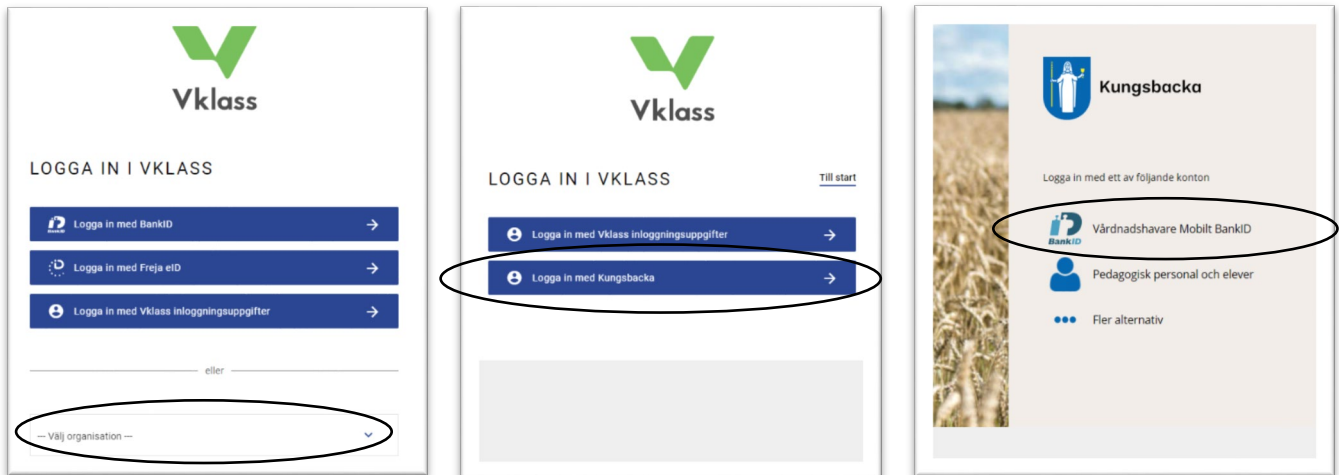 Vklass
LOGGA IN I VKLASS
BankID
Logga in med BankID
Logga in med Freja eID
Logga in med Vklass inloggningsuppgifter
eller
— Välj organisation —
Vklass
LOGGA IN I VKLASS
Till start
Logga in med Vklass inloggningsuppgifter
Logga in med Kungsbacka
Kungsbacka
Logga in med ett av följande konton
BankID
Vårdnadshavare Mobilt BankID
Pedagogisk personal och elever
Fler alternativ